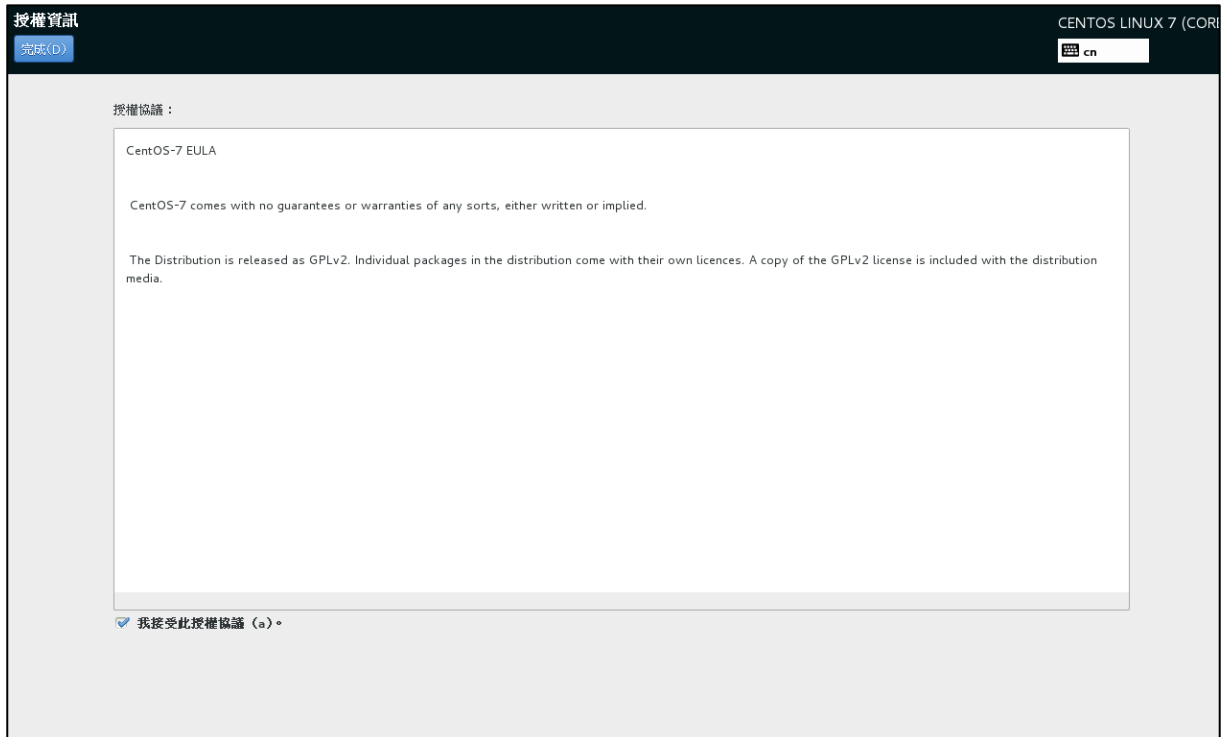 授權資訊
CENTOS LINUX 7 (CORE
完成(D)
cn
授權協議：
CentOS-7 EULA
CentOS-7 comes with no guarantees or warranties of any sorts, either written or implied.
The Distribution is released as GPLv2. Individual packages in the distribution come with their own licences. A copy of the GPLv2 license is included with the distribution
media.
我接受此授權協議（a）。